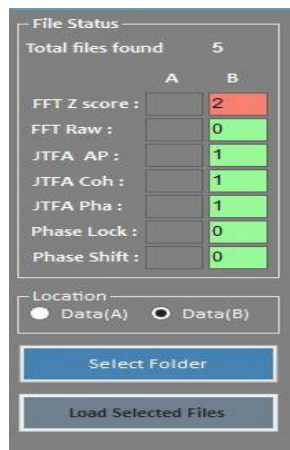 File Status
Total files found 5
A B
FFT Z score : 2
FFT Raw : 0
JTFA AP : 1
JTFA Coh : 1
JTFA Pha : 1
Phase Lock : 0
Phase Shift : 0
Location
Data(A) Data(B)
Select Folder
Load Selected Files